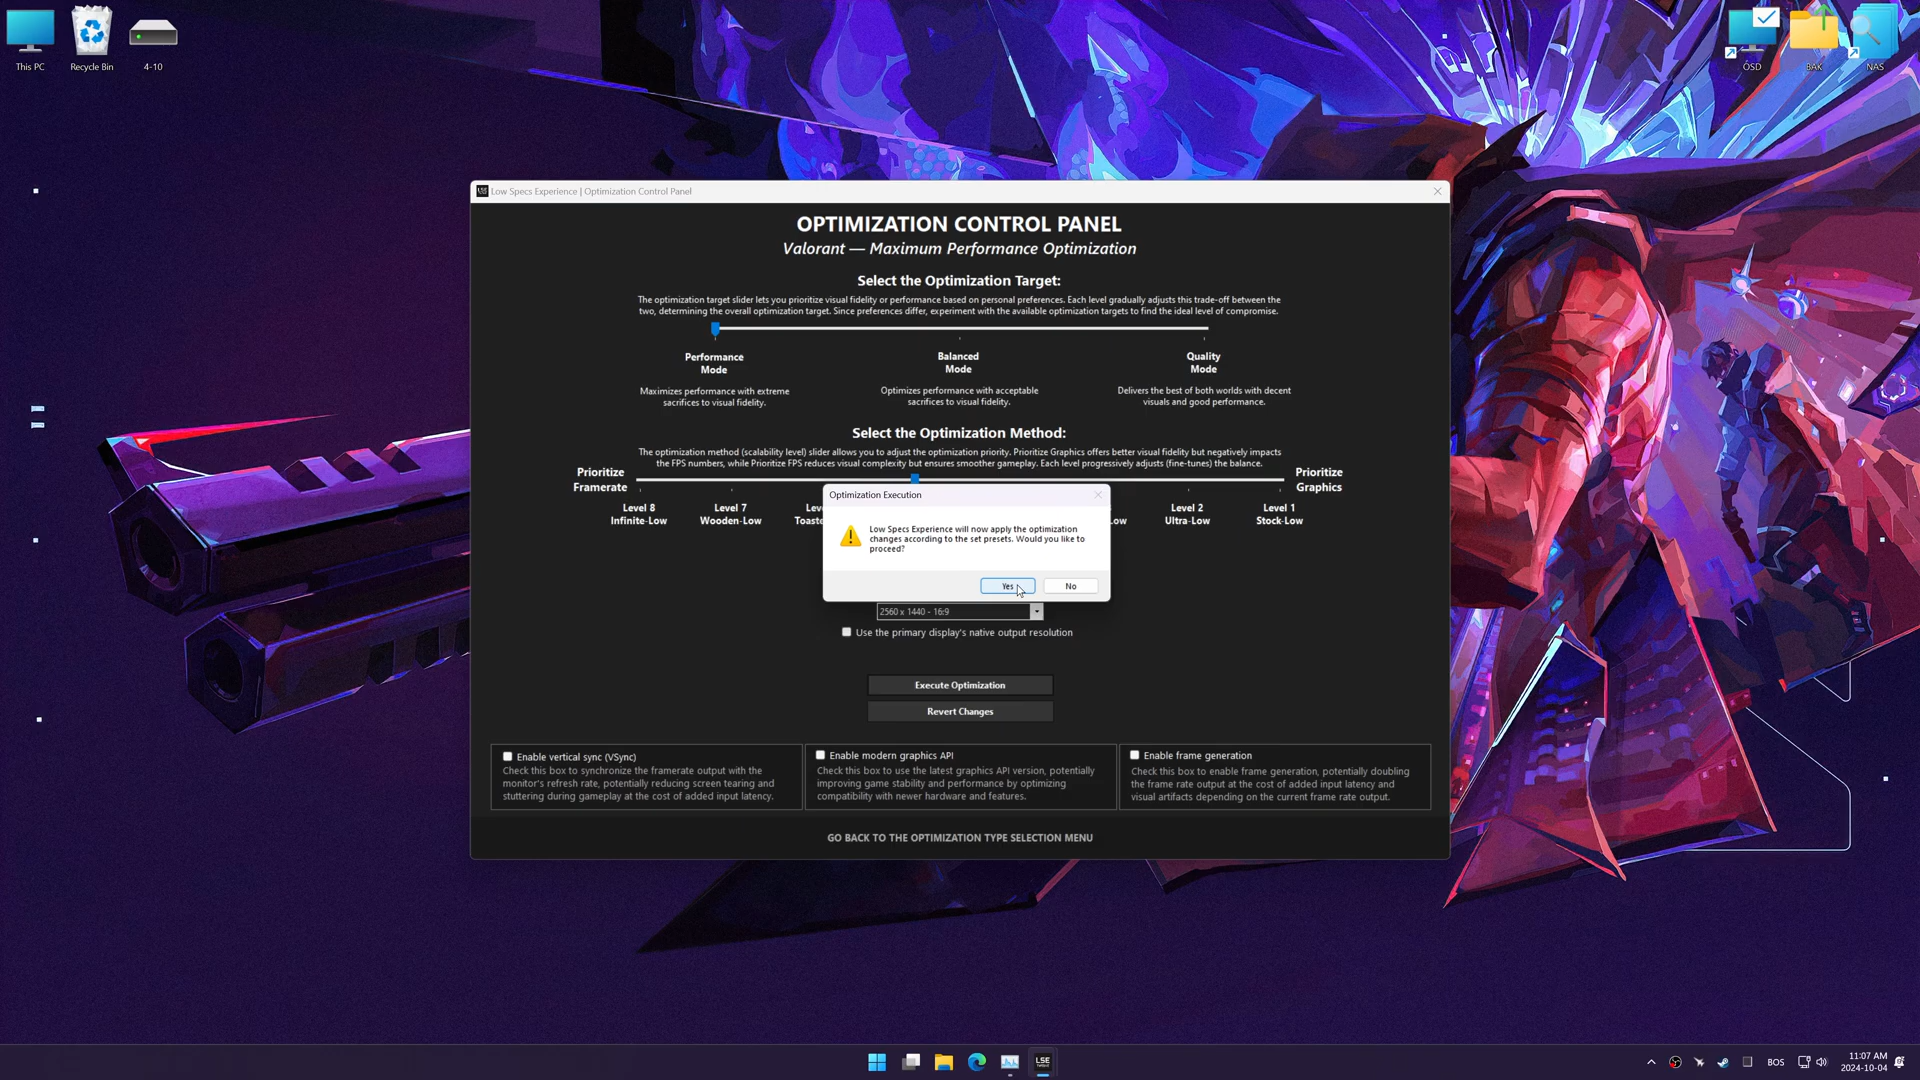 This PC
Recycle Bin
4-10
OSD
BAK
NAS
LSE
Low Specs Experience | Optimization Control Panel
OPTIMIZATION CONTROL PANEL
Valorant — Maximum Performance Optimization
Select the Optimization Target:
The optimization target slider lets you prioritize visual fidelity or performance based on personal preferences. Each level gradually adjusts this trade-off between the
two, determining the overall optimization target. Since preferences differ, experiment with the available optimization targets to find the ideal level of compromise.
Performance
Mode
Balanced
Mode
Quality
Mode
Maximizes performance with extreme
sacrifices to visual fidelity.
Optimizes performance with acceptable
sacrifices to visual fidelity.
Delivers the best of both worlds with decent
visuals and good performance.
Select the Optimization Method:
The optimization method (scalability level) slider allows you to adjust the optimization priority. Prioritize Graphics offers better visual fidelity but negatively impacts
the FPS numbers, while Prioritize FPS reduces visual complexity but ensures smoother gameplay. Each level progressively adjusts (fine-tunes) the balance.
Prioritize
Framerate
Prioritize
Graphics
Level 8
Infinite-Low
Level 7
Wooden-Low
Level 2
Ultra-Low
Level 1
Stock-Low
Optimization Execution
Low Specs Experience will now apply the optimization
changes according to the set presets. Would you like to
proceed?
Yes
No
2560 x 1440 - 16:9
Use the primary display's native output resolution
Execute Optimization
Revert Changes
Enable vertical sync (VSync)
Check this box to synchronize the framerate output with the
monitor's refresh rate, potentially reducing screen tearing and
stuttering during gameplay at the cost of added input latency.
Enable modern graphics API
Check this box to use the latest graphics API version, potentially
improving game stability and performance by optimizing
compatibility with newer hardware and features.
Enable frame generation
Check this box to enable frame generation, potentially doubling
the frame rate output at the cost of added input latency and
visual artifacts depending on the current frame rate output.
GO BACK TO THE OPTIMIZATION TYPE SELECTION MENU
LSE
BOS
11:07 AM
2024-10-04